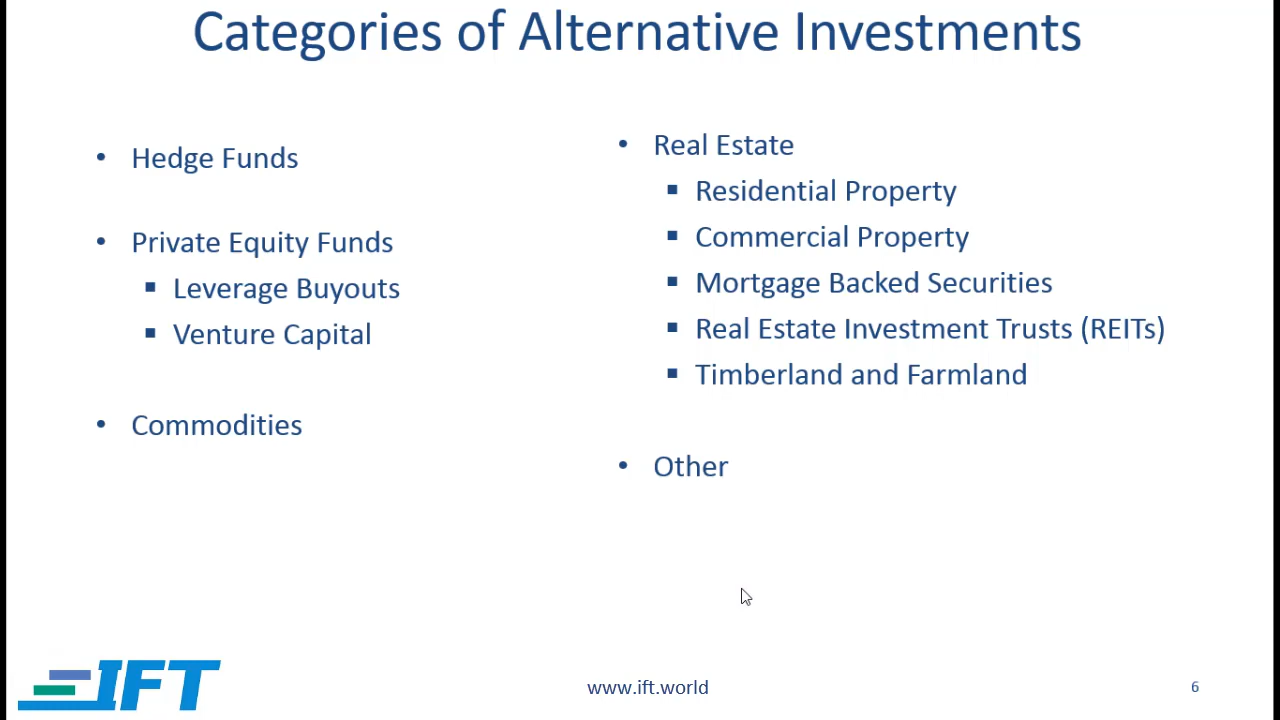 Categories of Alternative Investments
• Hedge Funds
• Private Equity Funds
▪ Leverage Buyouts
▪ Venture Capital
• Commodities
• Real Estate
▪ Residential Property
▪ Commercial Property
▪ Mortgage Backed Securities
▪ Real Estate Investment Trusts (REITs)
▪ Timberland and Farmland
• Other
IFT
www.ift.world
6